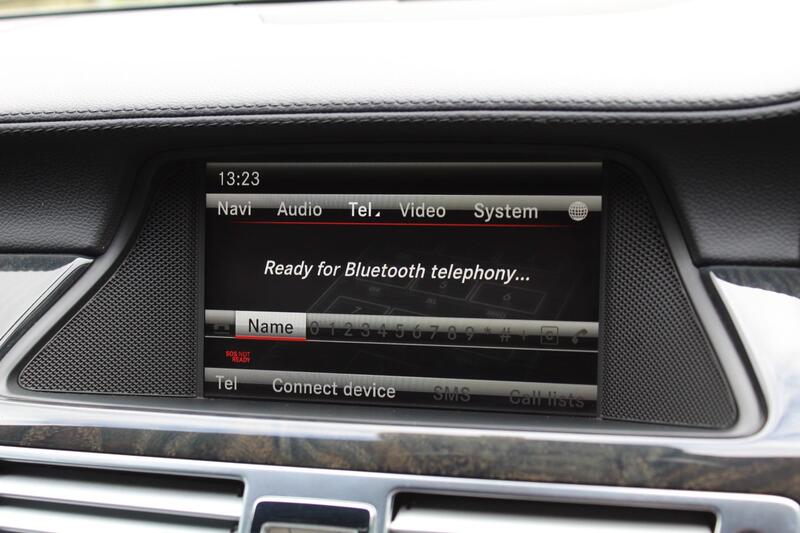 13:23
Navi Audio Tel Video System
Ready for Bluetooth telephony...
Name 0 1 2 3 4 5 6 7 8 9 * # +
SOS NOT
READY
Tel Connect device SMS Call lists